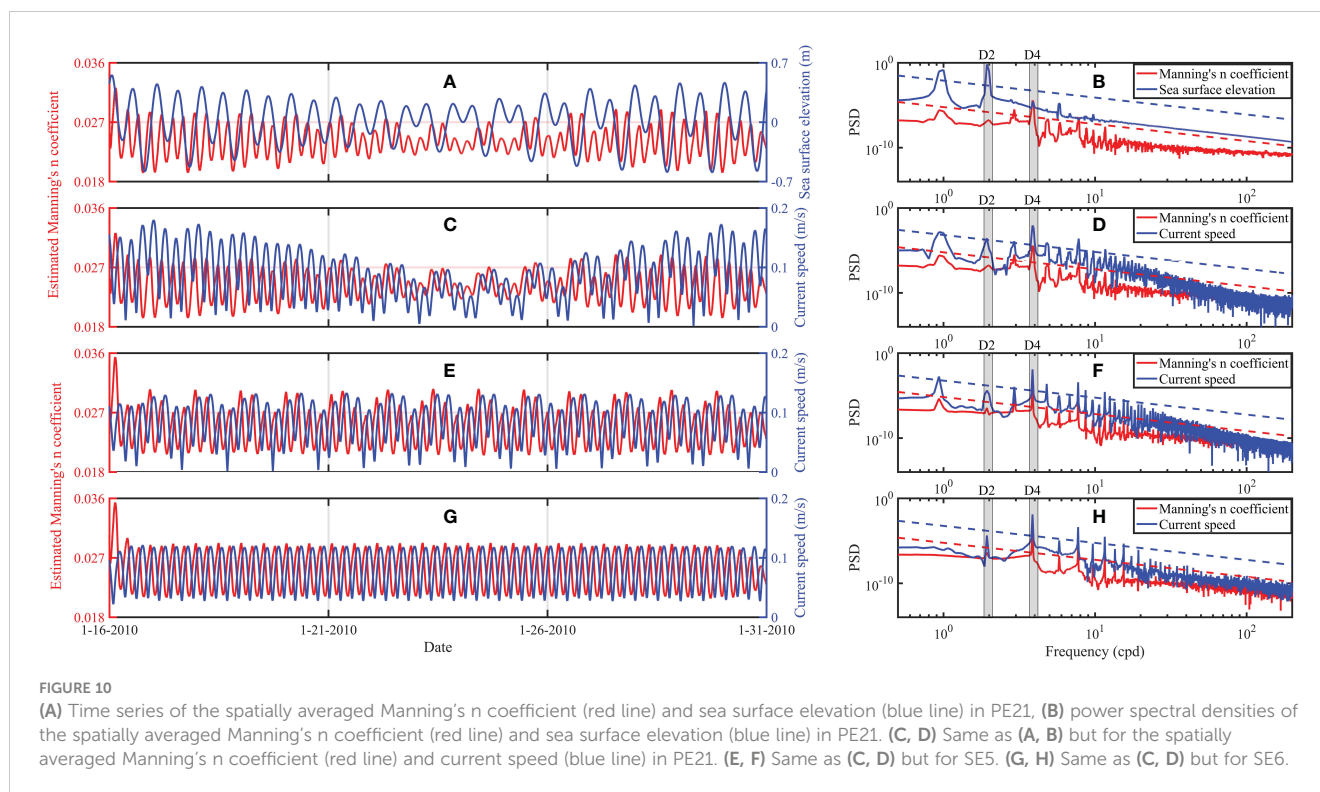 0.036
0.027
0.018
Estimated Manning's n coefficient
A
0.7
0
-0.7
Sea surface elevation (m)
D2 D4
B
Manning's n coefficient
Sea surface elevation
PSD
10^0
10^-10
10^0 10^1 10^2
0.036
0.027
0.018
C
0.2
0.1
0
Current speed (m/s)
D2 D4
D
Manning's n coefficient
Current speed
PSD
10^0
10^-10
10^0 10^1 10^2
0.036
0.027
0.018
Estimated Manning's n coefficient
E
0.2
0.1
0
Current speed (m/s)
D2 D4
F
Manning's n coefficient
Current speed
PSD
10^0
10^-10
10^0 10^1 10^2
0.036
0.027
0.018
G
0.2
0.1
0
Current speed (m/s)
1-16-2010 1-21-2010 1-26-2010 1-31-2010
Date
D2 D4
H
Manning's n coefficient
Current speed
PSD
10^0
10^-10
10^0 10^1 10^2
Frequency (cpd)
FIGURE 10
(A) Time series of the spatially averaged Manning's n coefficient (red line) and sea surface elevation (blue line) in PE21, (B) power spectral densities of
the spatially averaged Manning's n coefficient (red line) and sea surface elevation (blue line) in PE21. (C, D) Same as (A, B) but for the spatially
averaged Manning's n coefficient (red line) and current speed (blue line) in PE21. (E, F) Same as (C, D) but for SE5. (G, H) Same as (C, D) but for SE6.